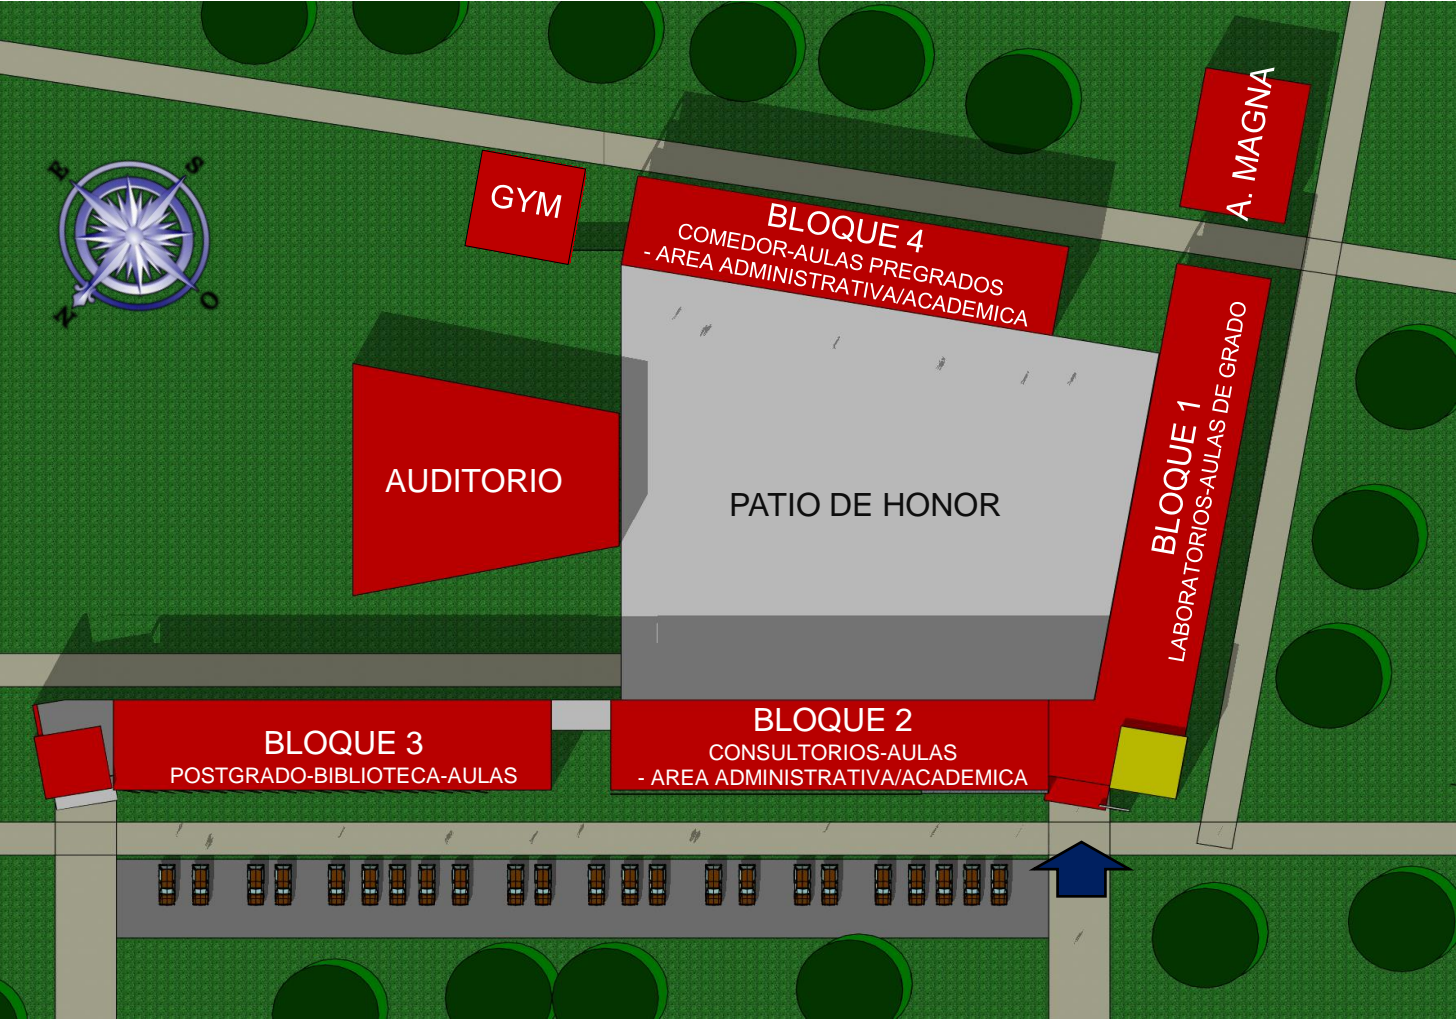 E
S
N
O
GYM
BLOQUE 4
COMEDOR-AULAS PREGRADOS
- AREA ADMINISTRATIVA/ACADEMICA
A. MAGNA
AUDITORIO
PATIO DE HONOR
BLOQUE 1
LABORATORIOS-AULAS DE GRADO
BLOQUE 3
POSTGRADO-BIBLIOTECA-AULAS
BLOQUE 2
CONSULTORIOS-AULAS
- AREA ADMINISTRATIVA/ACADEMICA